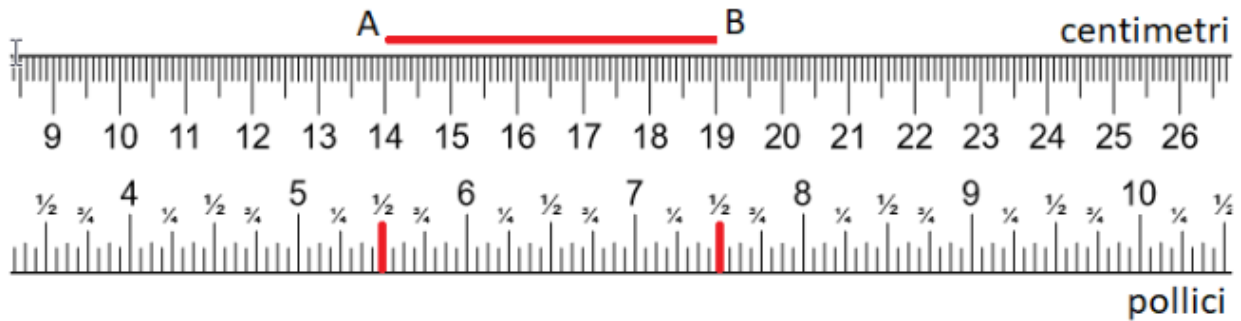 A B centimetri
9 10 11 12 13 14 15 16 17 18 19 20 21 22 23 24 25 26
½ ¾ 4 ¼ ½ ¾ 5 ¼ ½ ¾ 6 ¼ ½ ¾ 7 ¼ ½ ¾ 8 ¼ ½ ¾ 9 ¼ ½ ¾ 10 ¼ ½
pollici